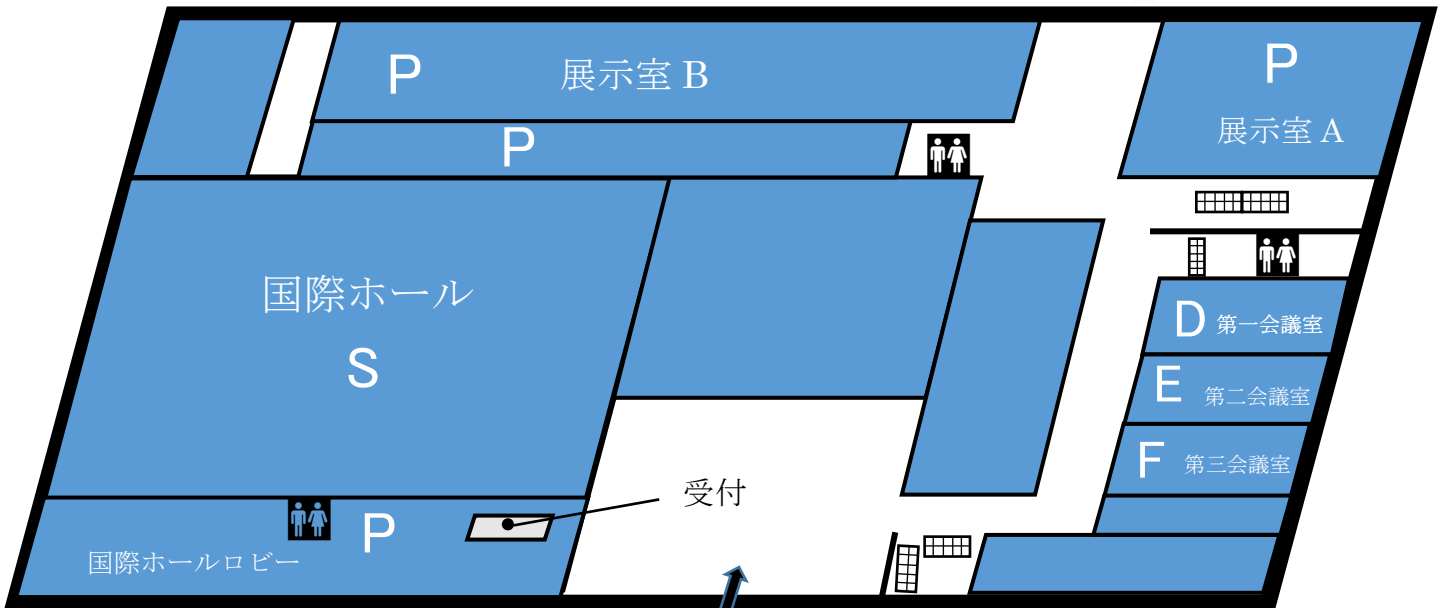 P 展示室 B
P
展示室 A
P
国際ホール
S
D 第一会議室
E 第二会議室
F 第三会議室
受付
P
国際ホールロビー